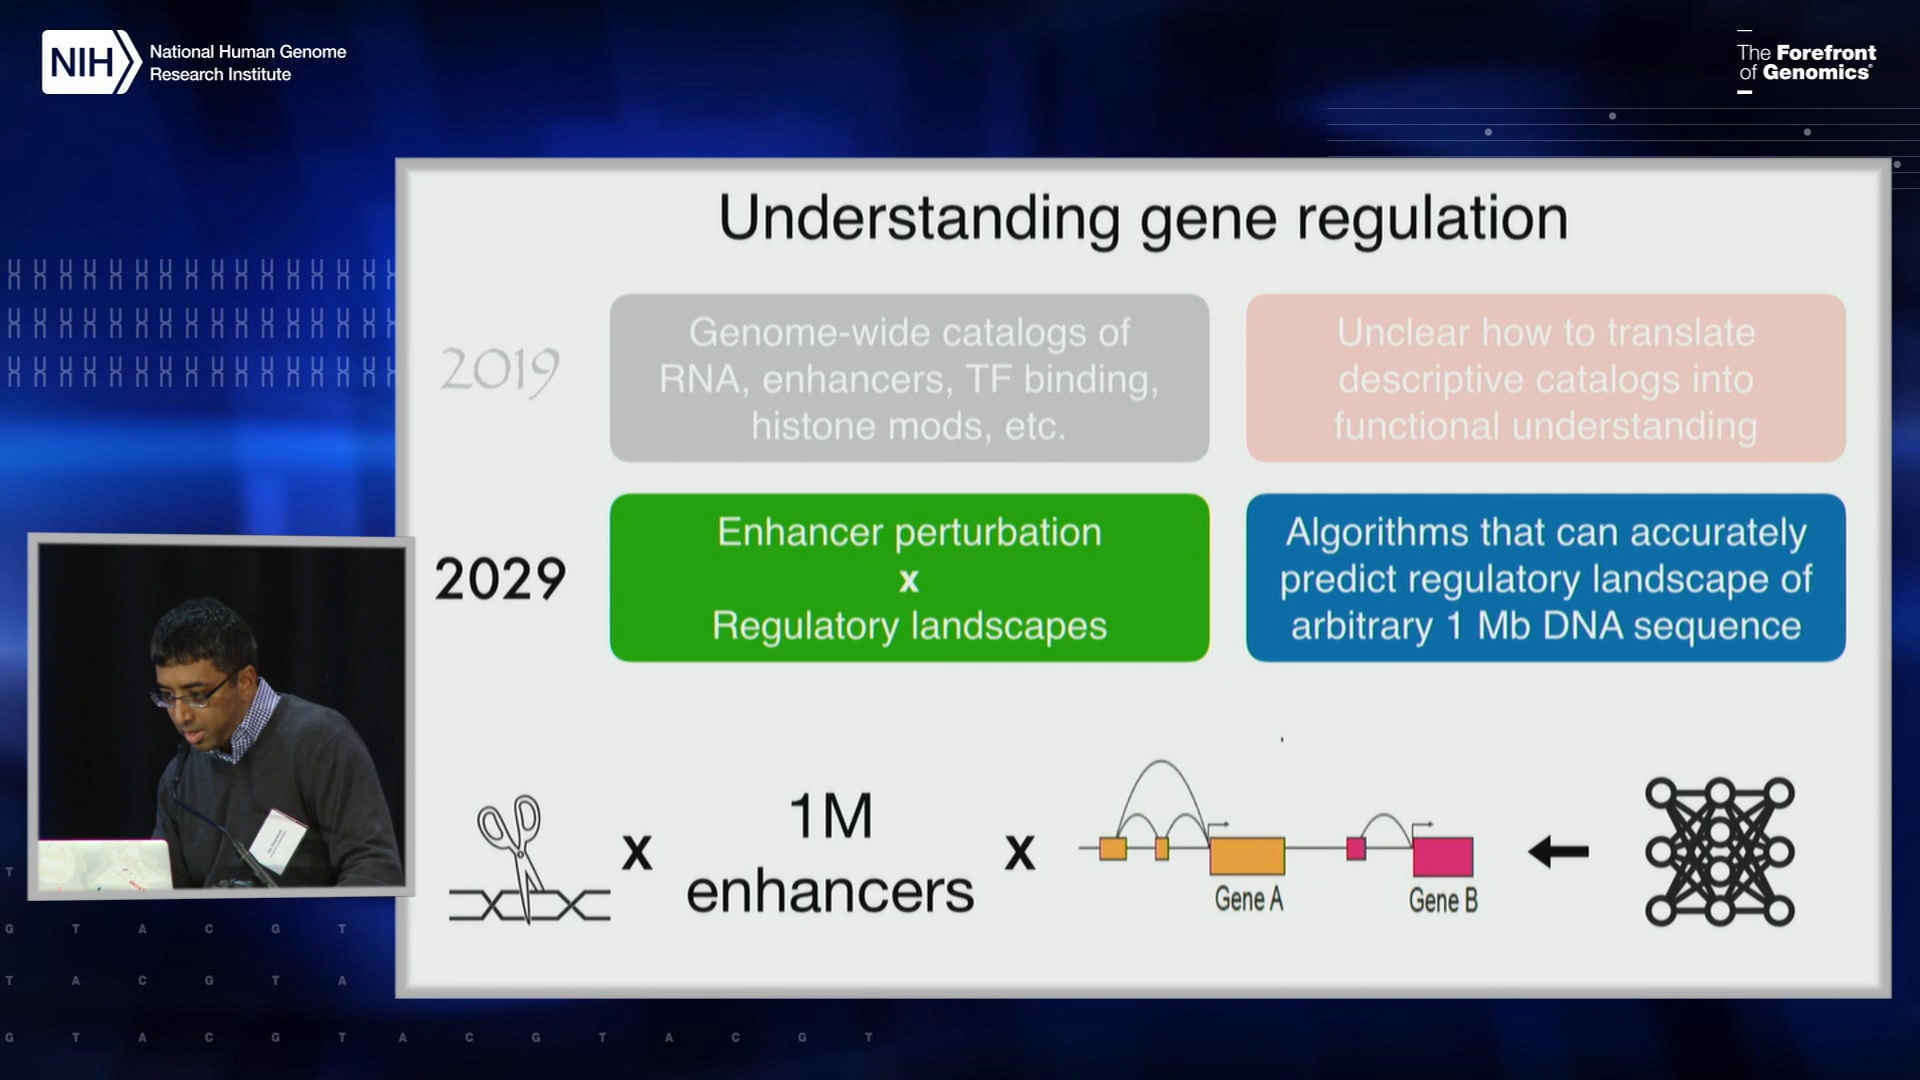 NIH
National Human Genome
Research Institute
The Forefront
of Genomics®
Understanding gene regulation
2019
Genome-wide catalogs of
RNA, enhancers, TF binding,
histone mods, etc.
Unclear how to translate
descriptive catalogs into
functional understanding
2029
Enhancer perturbation
x
Regulatory landscapes
Algorithms that can accurately
predict regulatory landscape of
arbitrary 1 Mb DNA sequence
x
1M
enhancers
x
Gene A
Gene B
T
G T A C G T
T A C G T A
G T A C G T A C G T A C G T